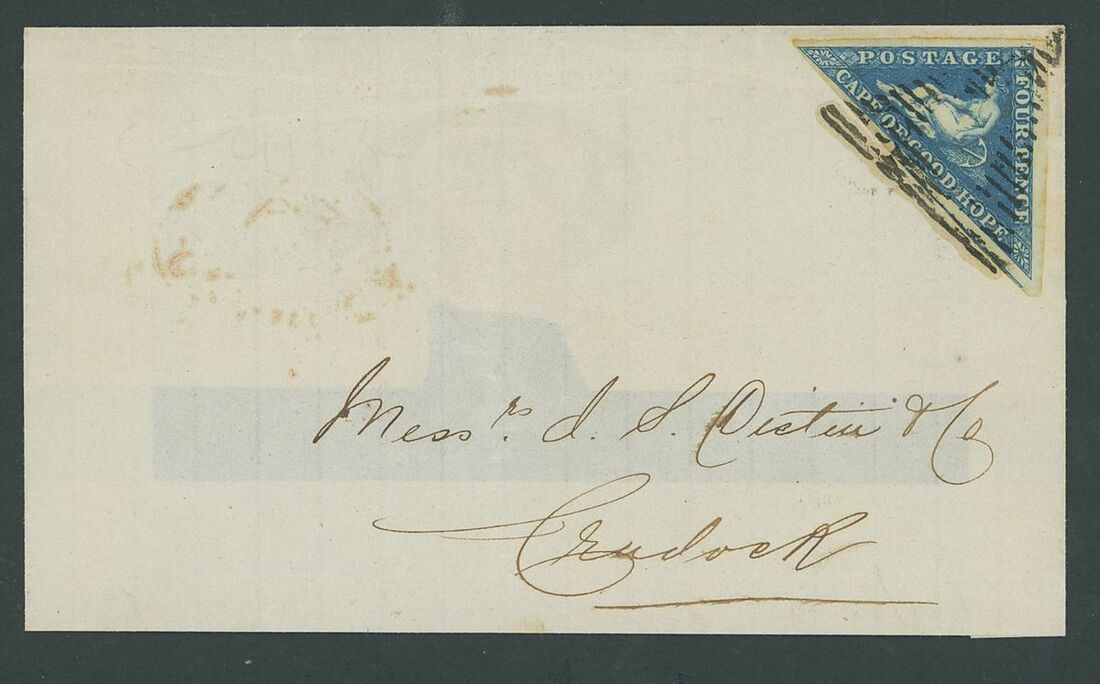 POSTAGE
FOUR PENCE
CAPE OF GOOD HOPE
Messrs. J. S. Distin & Co
Cradock